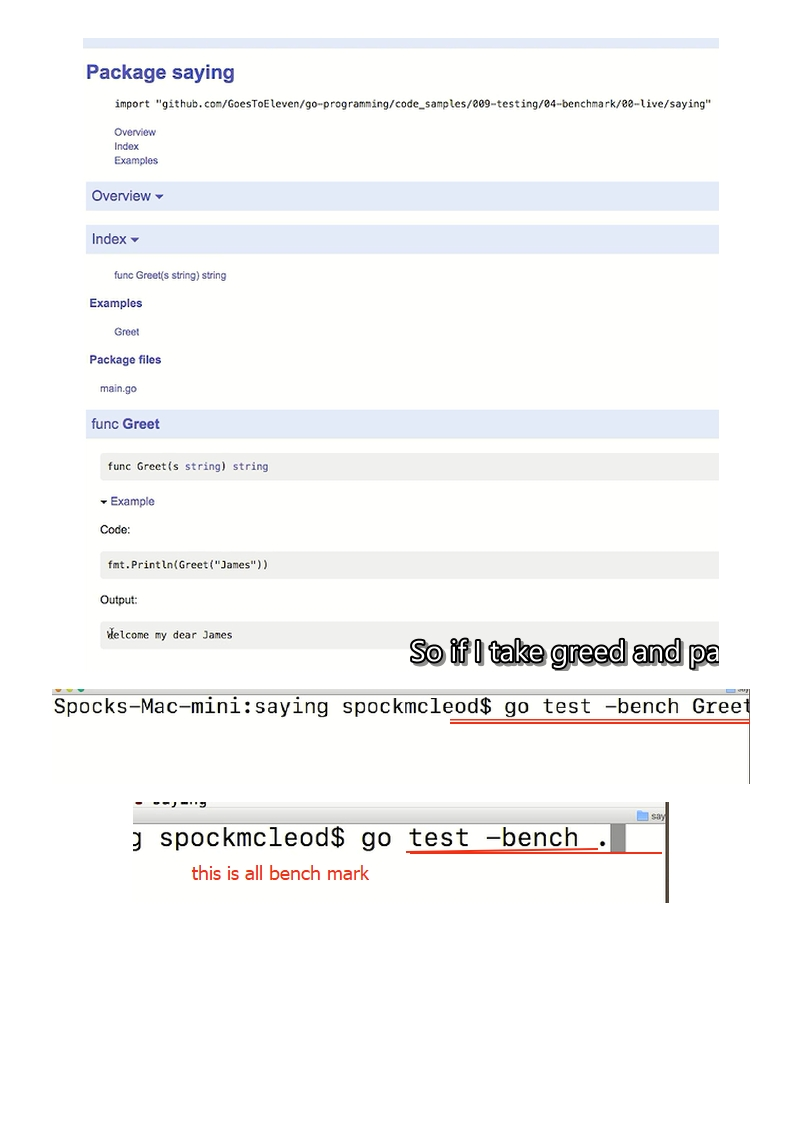 Package saying
import "github.com/GoesToEleven/go-programming/code_samples/009-testing/04-benchmark/00-live/saying"
Overview
Index
Examples
Overview
Index
func Greet(s string) string
Examples
Greet
Package files
main.go
func Greet
func Greet(s string) string
Example
Code:
fmt.Println(Greet("James"))
Output:
Welcome my dear James
So if I take greed and pa
Spocks-Mac-mini:saying spockmcleod$ go test -bench Greet
saying
say
g spockmcleod$ go test -bench .
this is all bench mark